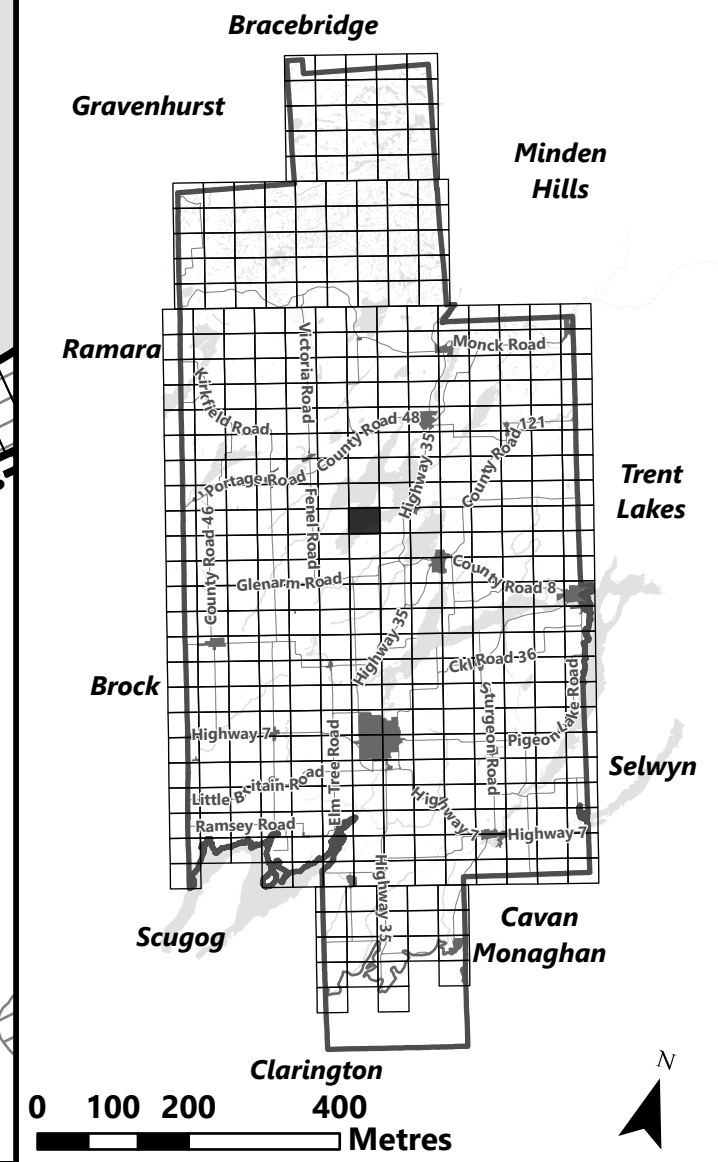 Bracebridge
Gravenhurst
Minden
Hills
Ramara
Monck Road
Victoria Road
Kirkfield Road
County Road 48
County Road 121
Highway 35
Portage Road
Trent
Lakes
Fenel Road
County Road 46
County Road 8
Glenarm Road
Highway 35
Ckl Road 36
Brock
Pigeon Lake Road
Sturgeon Road
Highway 7
Elm Tree Road
Selwyn
Little Britain Road
Highway 7
Ramsey Road
Highway 7
Highway 35
Scugog
Cavan
Monaghan
Clarington
N
0 100 200 400
Metres